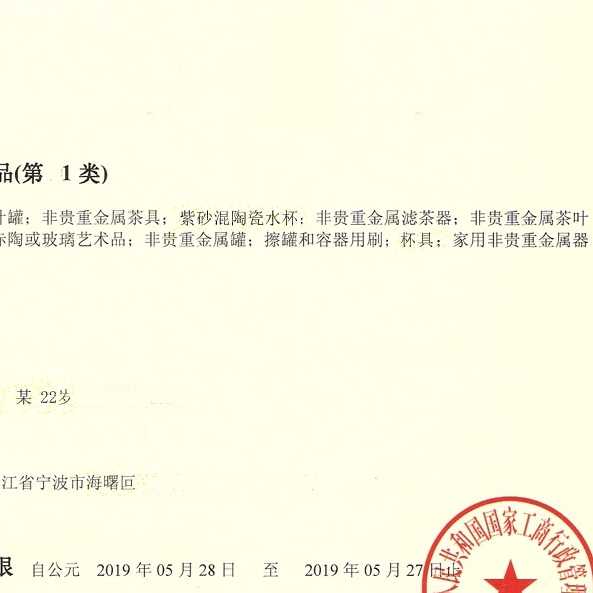 品(第 1 类)
叶罐；非贵重金属茶具；紫砂混陶瓷水杯；非贵重金属滤茶器；非贵重金属茶叶
陶或玻璃艺术品；非贵重金属罐；擦罐和容器用刷；杯具；家用非贵重金属器
某 22岁
江省宁波市海曙叵
限 自公元 2019 年 05 月 28 日 至 2019 年 05 月 27 日止
人民共和国国家工商行政管理